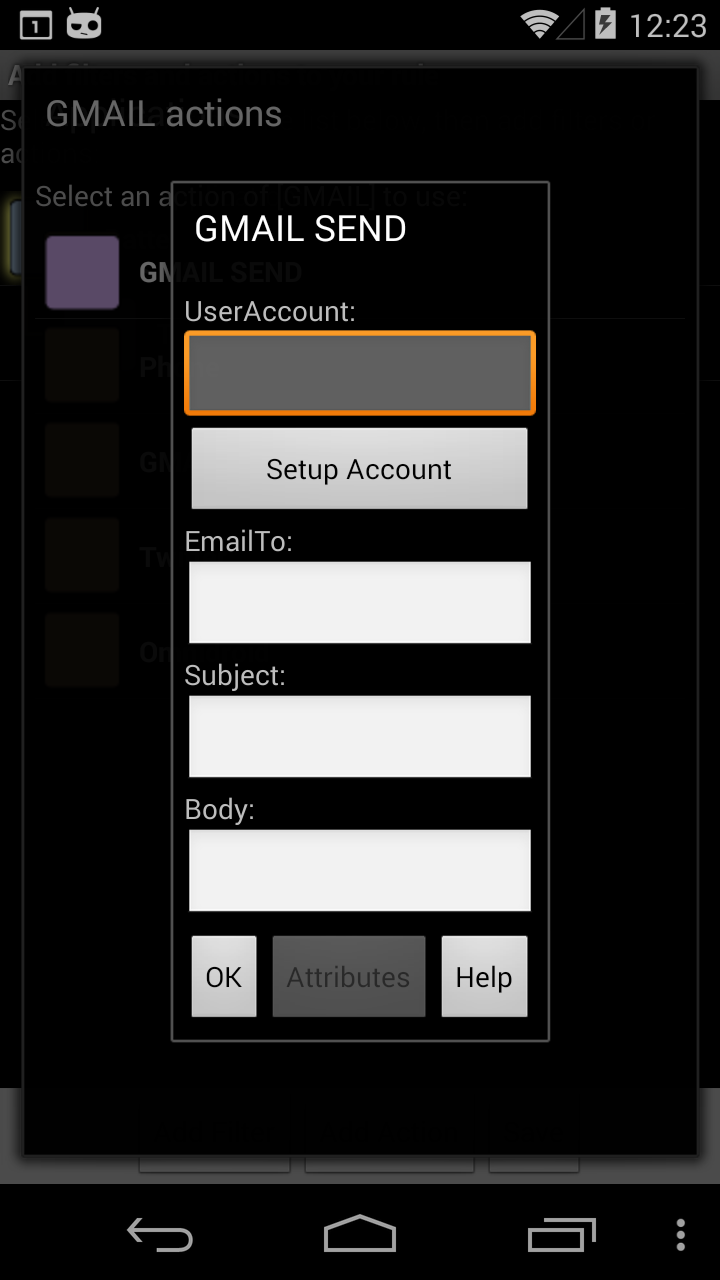 1 12:23
GMAIL actions
Select an action of [GMAIL] to use:
GMAIL SEND
GMAIL SEND
UserAccount:
Setup Account
EmailTo:
Subject:
Body:
OK Attributes Help